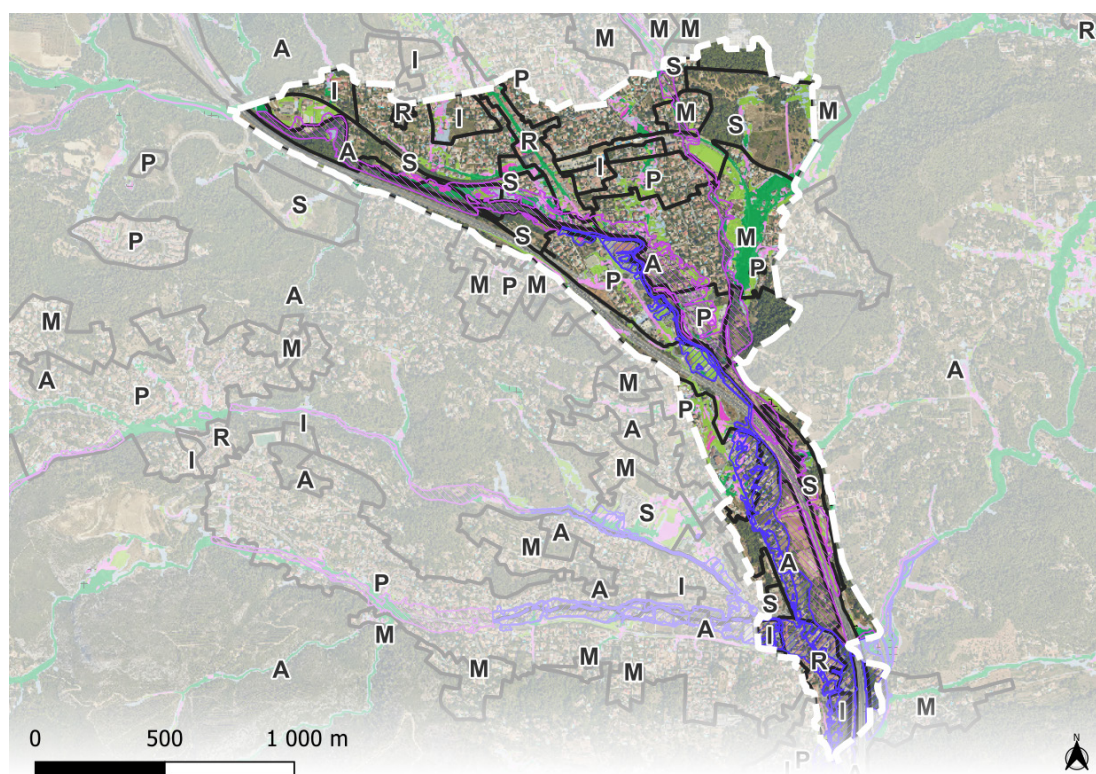 M M M
R
A I S
P
I M M
R I S
R
P A S I
S P
S
S
P M
A P
M P M P
A P
M
M
A P M A
P A
R I M
I A S
S
A
M A
A I
P S
A I
M M A
A M M R
I M
0 500 1 000 m
P
I A
N